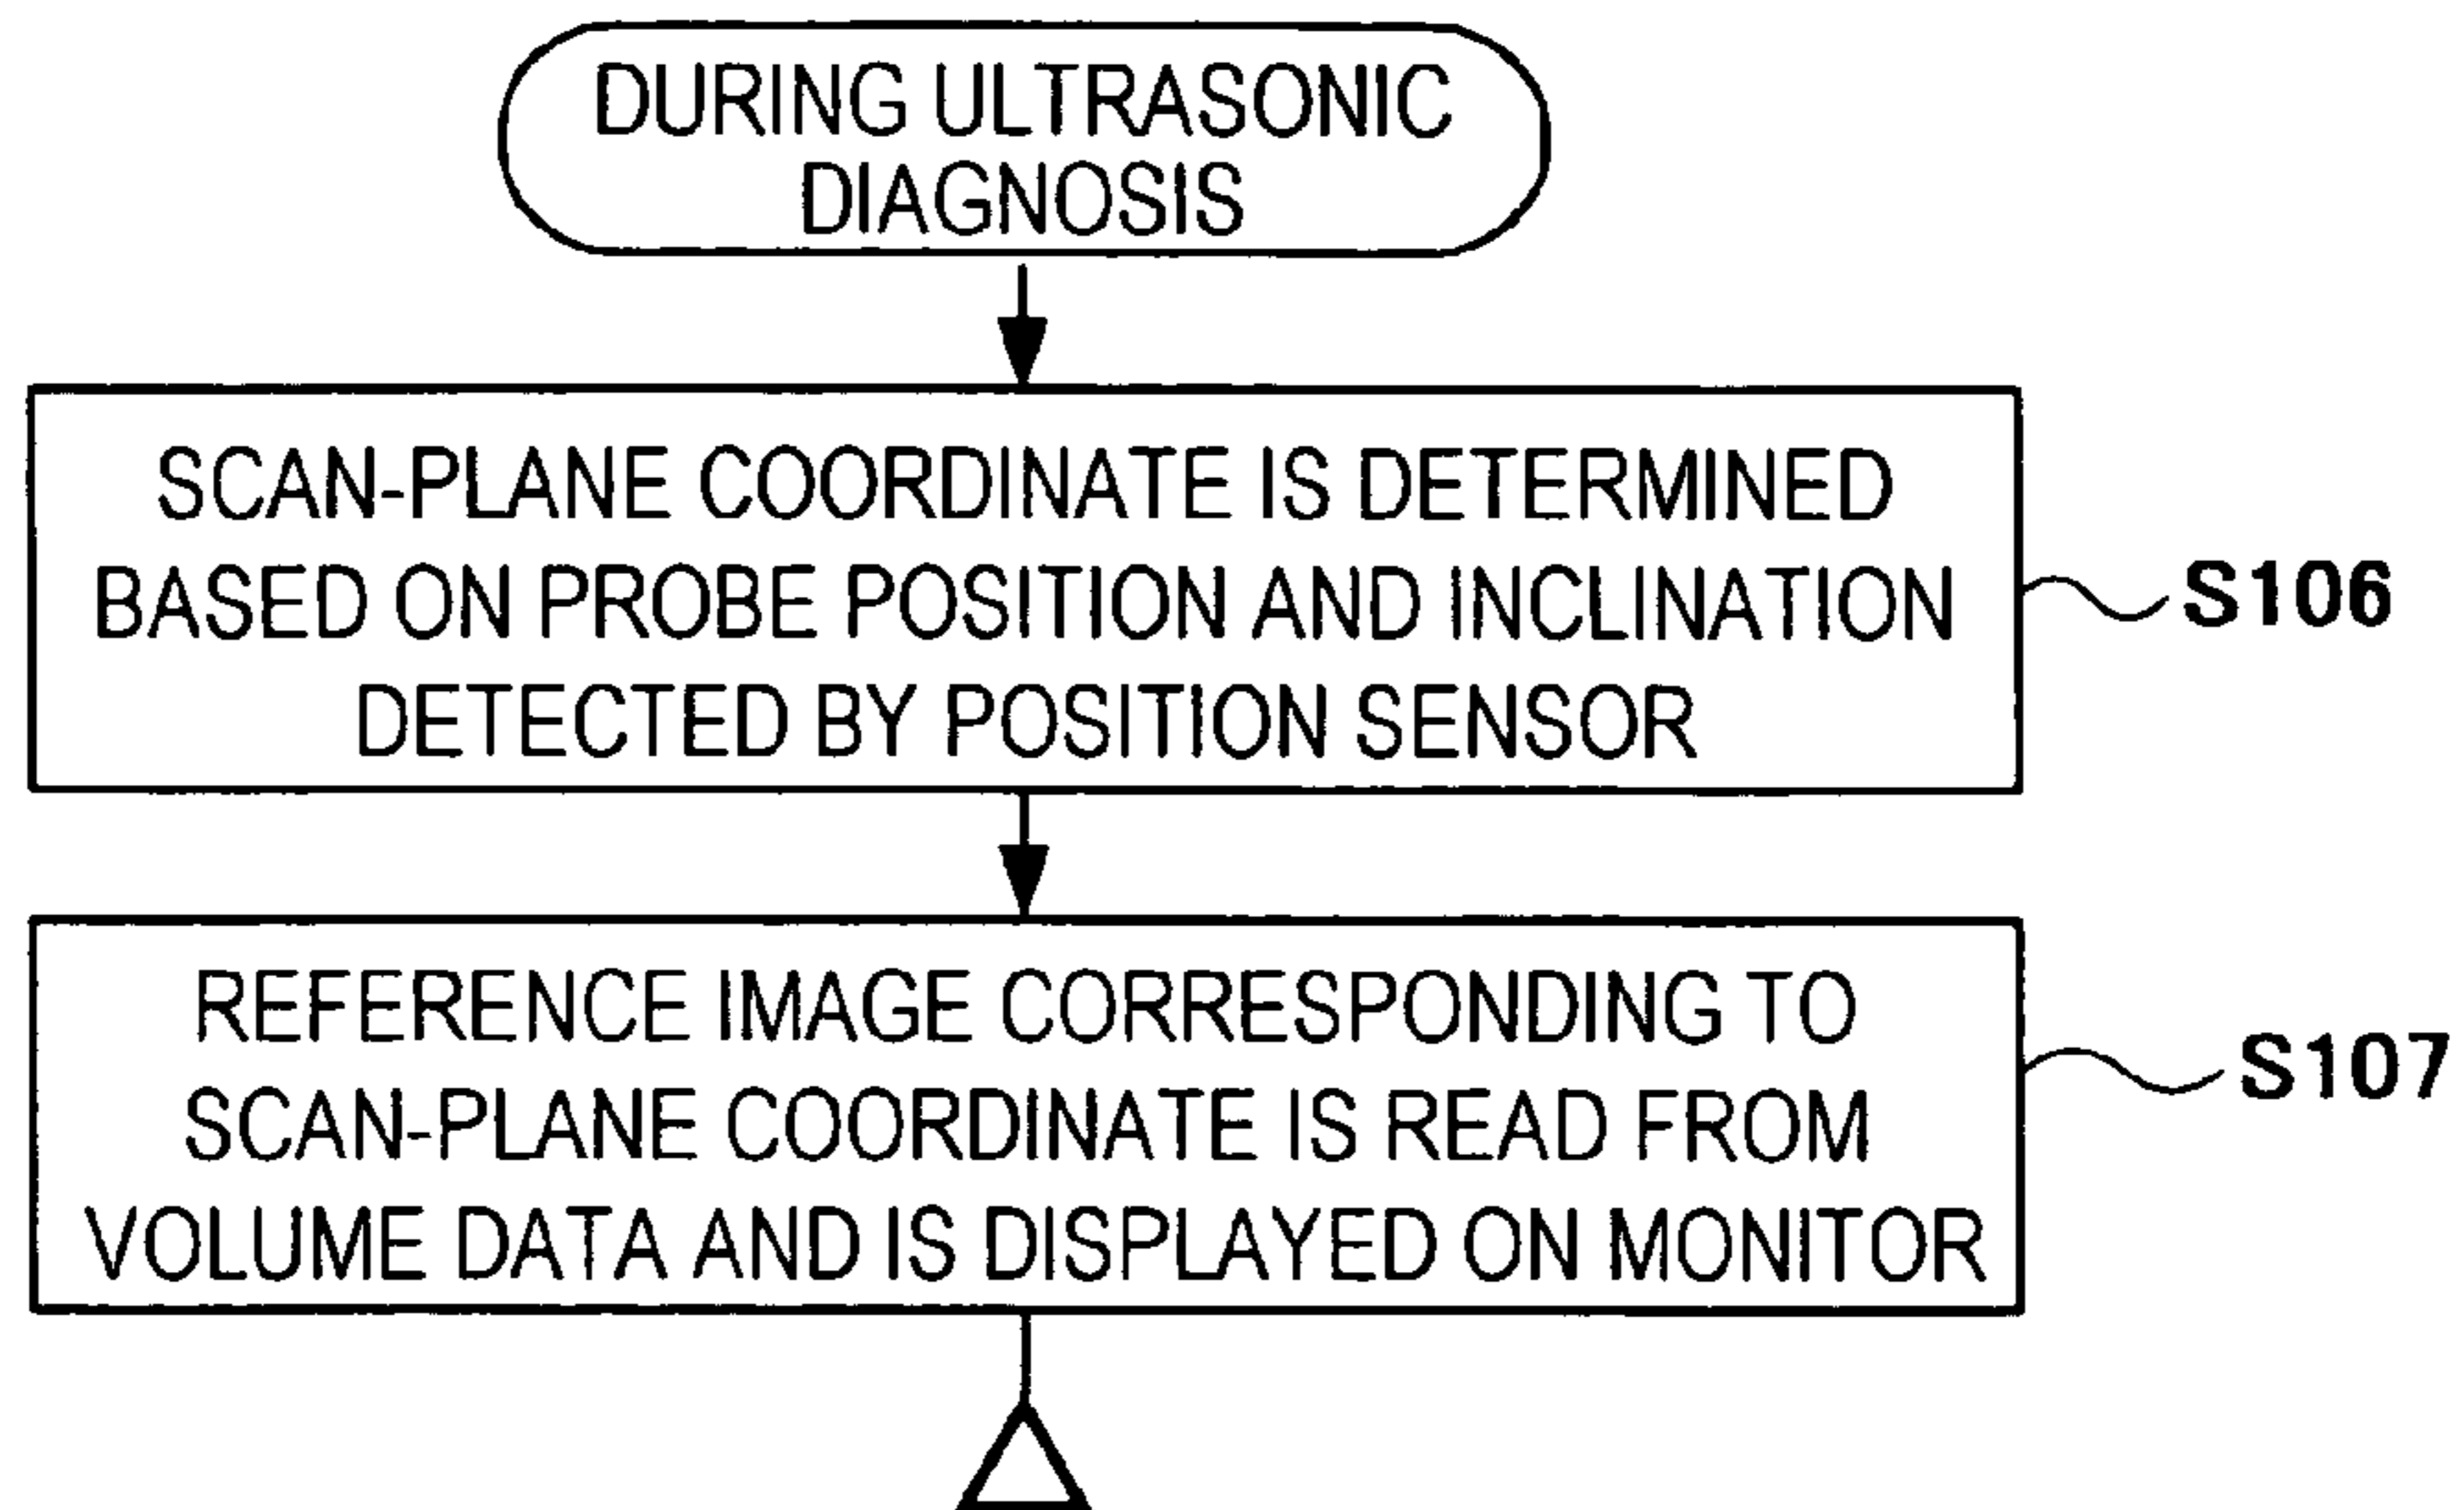 DURING ULTRASONIC
DIAGNOSIS
SCAN-PLANE COORDINATE IS DETERMINED
BASED ON PROBE POSITION AND INCLINATION
DETECTED BY POSITION SENSOR
S106
REFERENCE IMAGE CORRESPONDING TO
SCAN-PLANE COORDINATE IS READ FROM
VOLUME DATA AND IS DISPLAYED ON MONITOR
S107